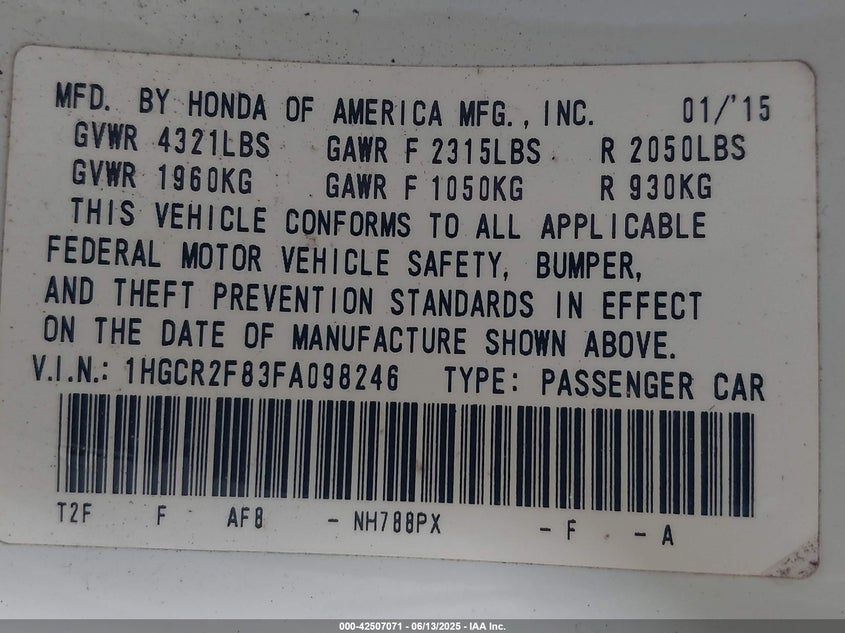 MFD. BY HONDA OF AMERICA MFG., INC. 01/'15
GVWR 4321LBS GAWR F 2315LBS R 2050LBS
GVWR 1960KG GAWR F 1050KG R 930KG
THIS VEHICLE CONFORMS TO ALL APPLICABLE
FEDERAL MOTOR VEHICLE SAFETY, BUMPER,
AND THEFT PREVENTION STANDARDS IN EFFECT
ON THE DATE OF MANUFACTURE SHOWN ABOVE.
V.I.N.: 1HGCR2F83FA098246 TYPE: PASSENGER CAR
T2F F AF8 - NH788PX - F - A
000-42507071 - 06/13/2025 - IAA Inc.